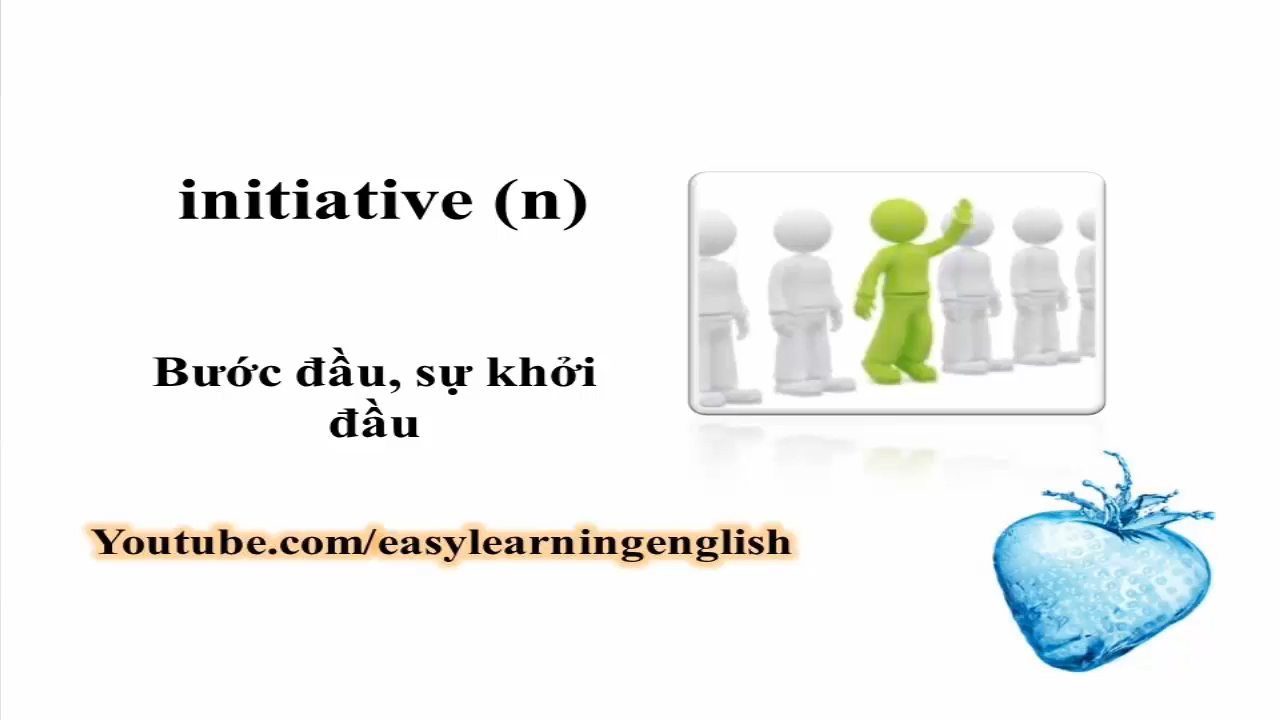 initiative (n)
Bước đầu, sự khởi
đầu
Youtube.com/easylearningenglish